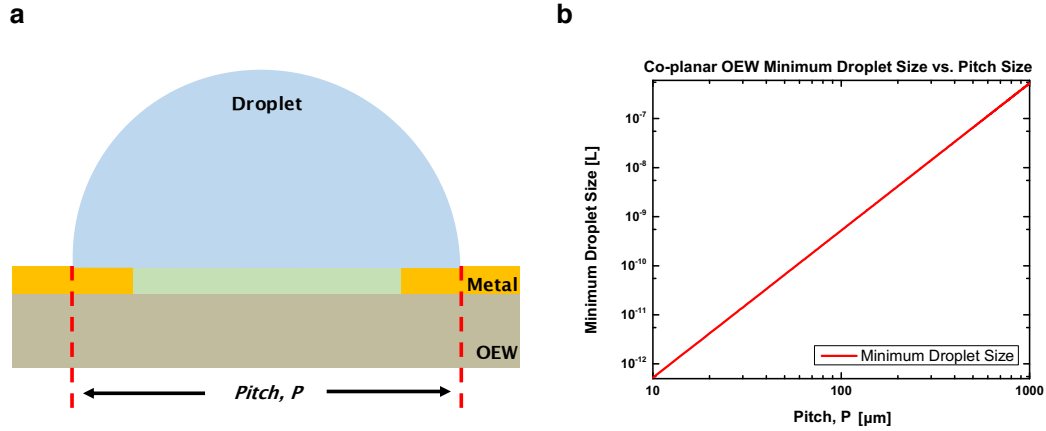 a
Droplet
Metal
OEW
Pitch, P
b
Co-planar OEW Minimum Droplet Size vs. Pitch Size
Minimum Droplet Size [L]
10⁻⁷
10⁻⁸
10⁻⁹
10⁻¹⁰
10⁻¹¹
10⁻¹²
Minimum Droplet Size
10 100 1000
Pitch, P [µm]